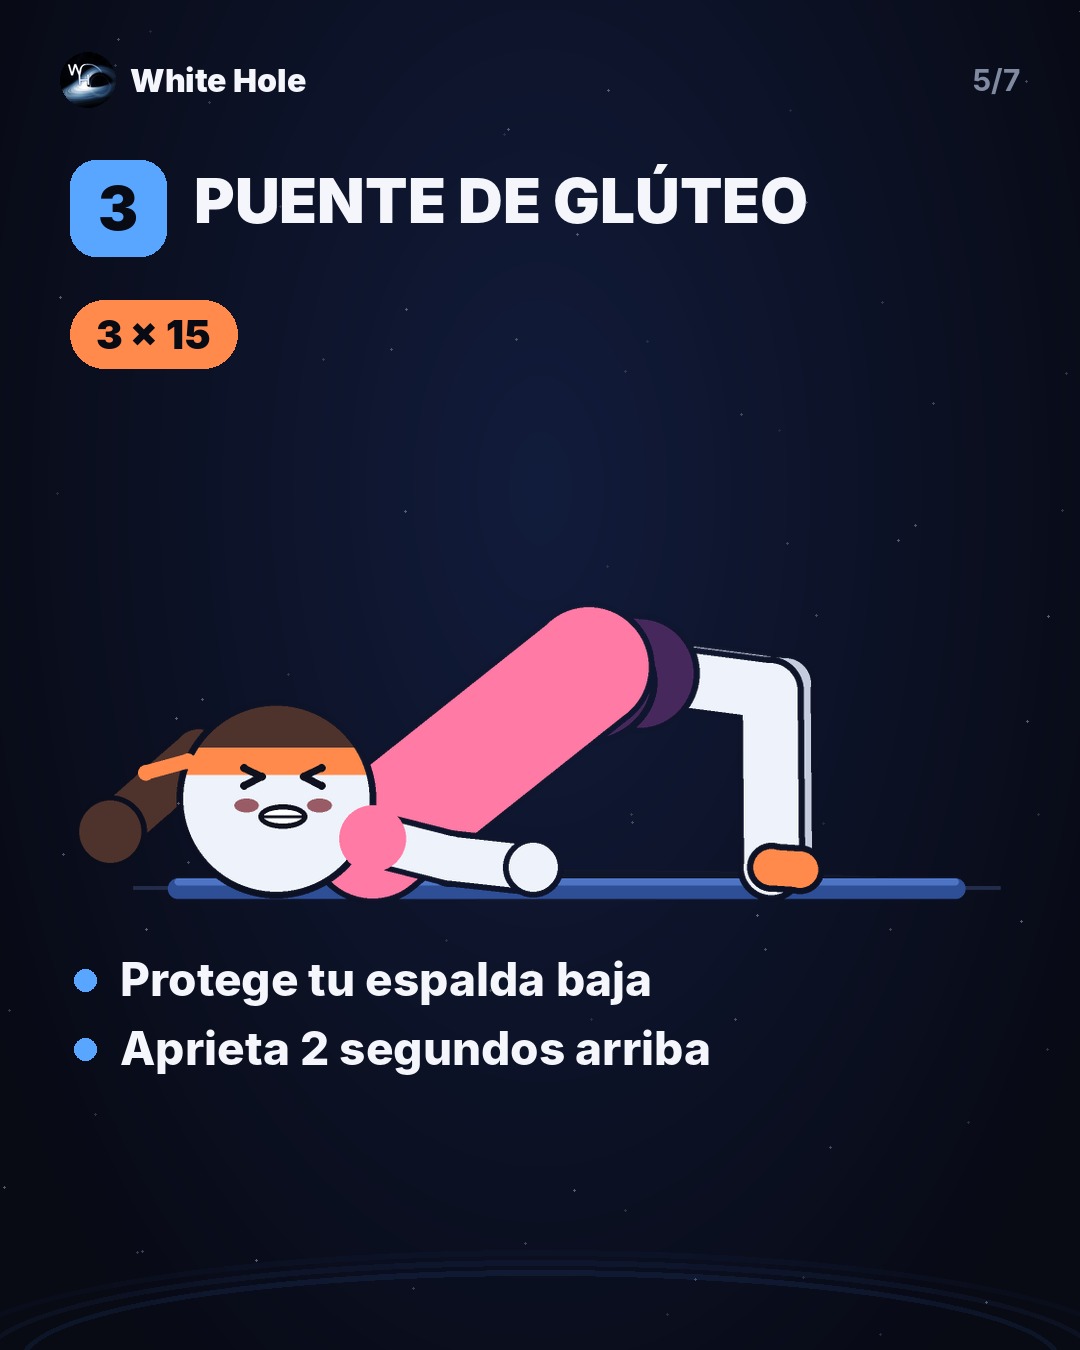 White Hole
5/7
3 PUENTE DE GLÚTEO
3 × 15
Protege tu espalda baja
Aprieta 2 segundos arriba